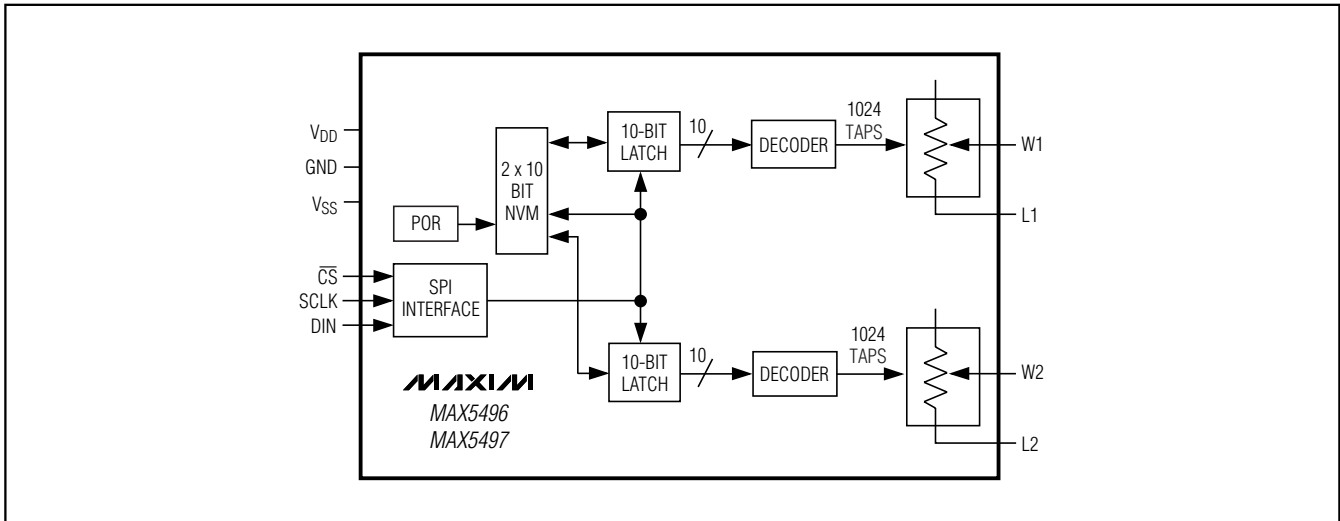 VDD
GND
VSS
CS
SCLK
DIN
POR
SPI
INTERFACE
2 x 10
BIT
NVM
10-BIT
LATCH
10
DECODER
1024
TAPS
W1
L1
10-BIT
LATCH
10
DECODER
1024
TAPS
W2
L2
MAXIM
MAX5496
MAX5497